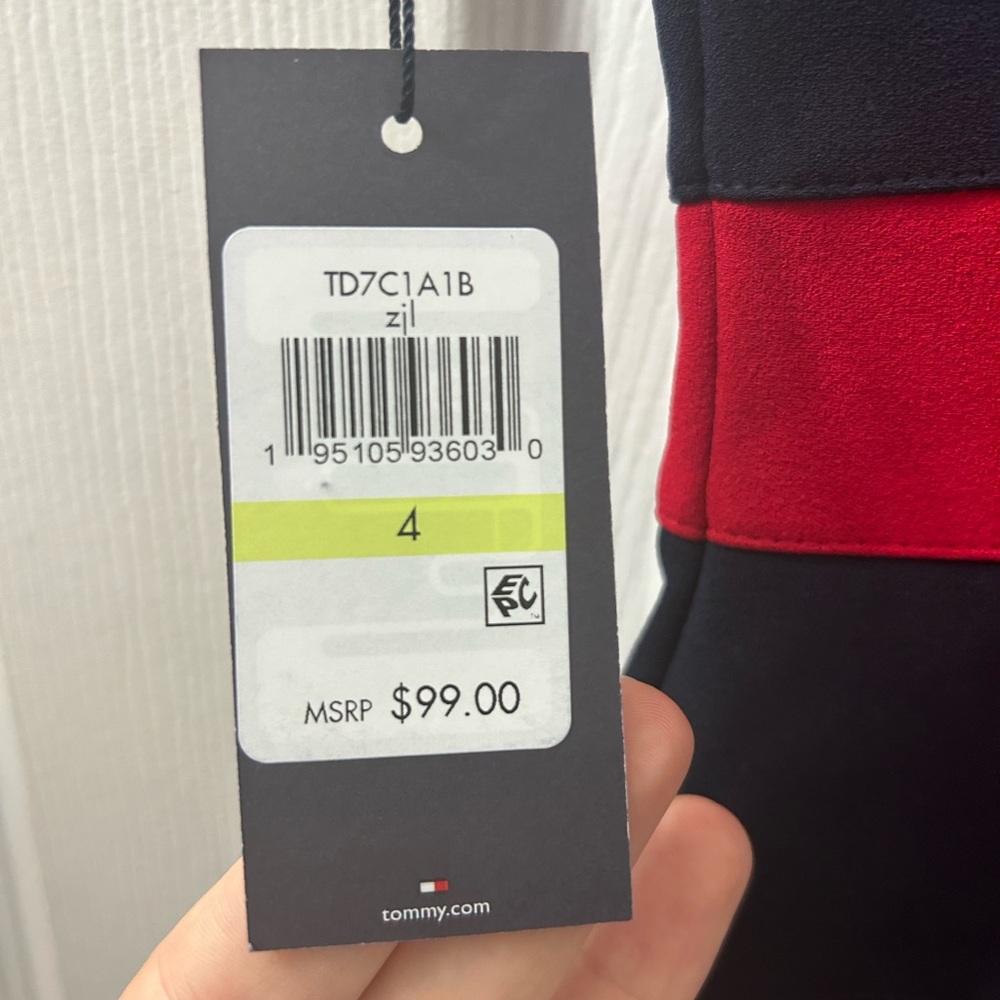 TD7C1A1B
zjl
1 95105 93603 0
4
EPC
MSRP $99.00
tommy.com